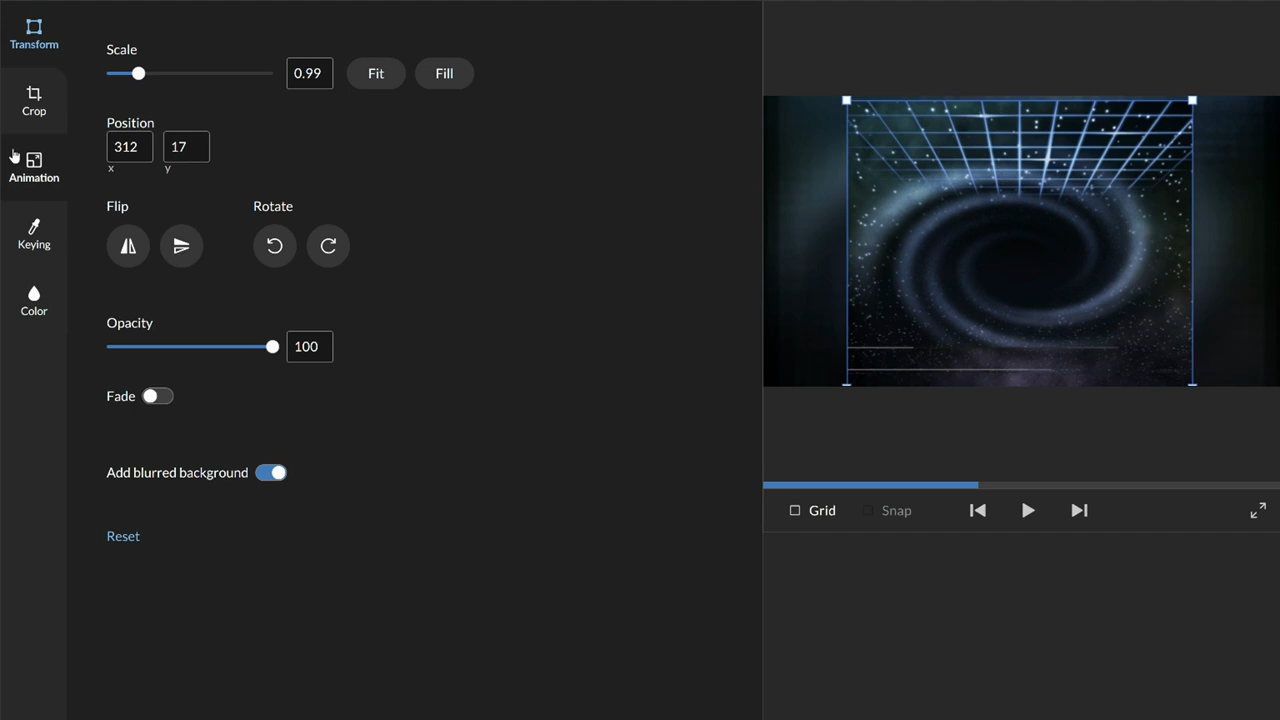 Transform
Crop
Animation
Keying
Color
Scale
0.99 Fit Fill
Position
312 17
x y
Flip Rotate
Opacity
100
Fade
Add blurred background
Reset
Grid Snap